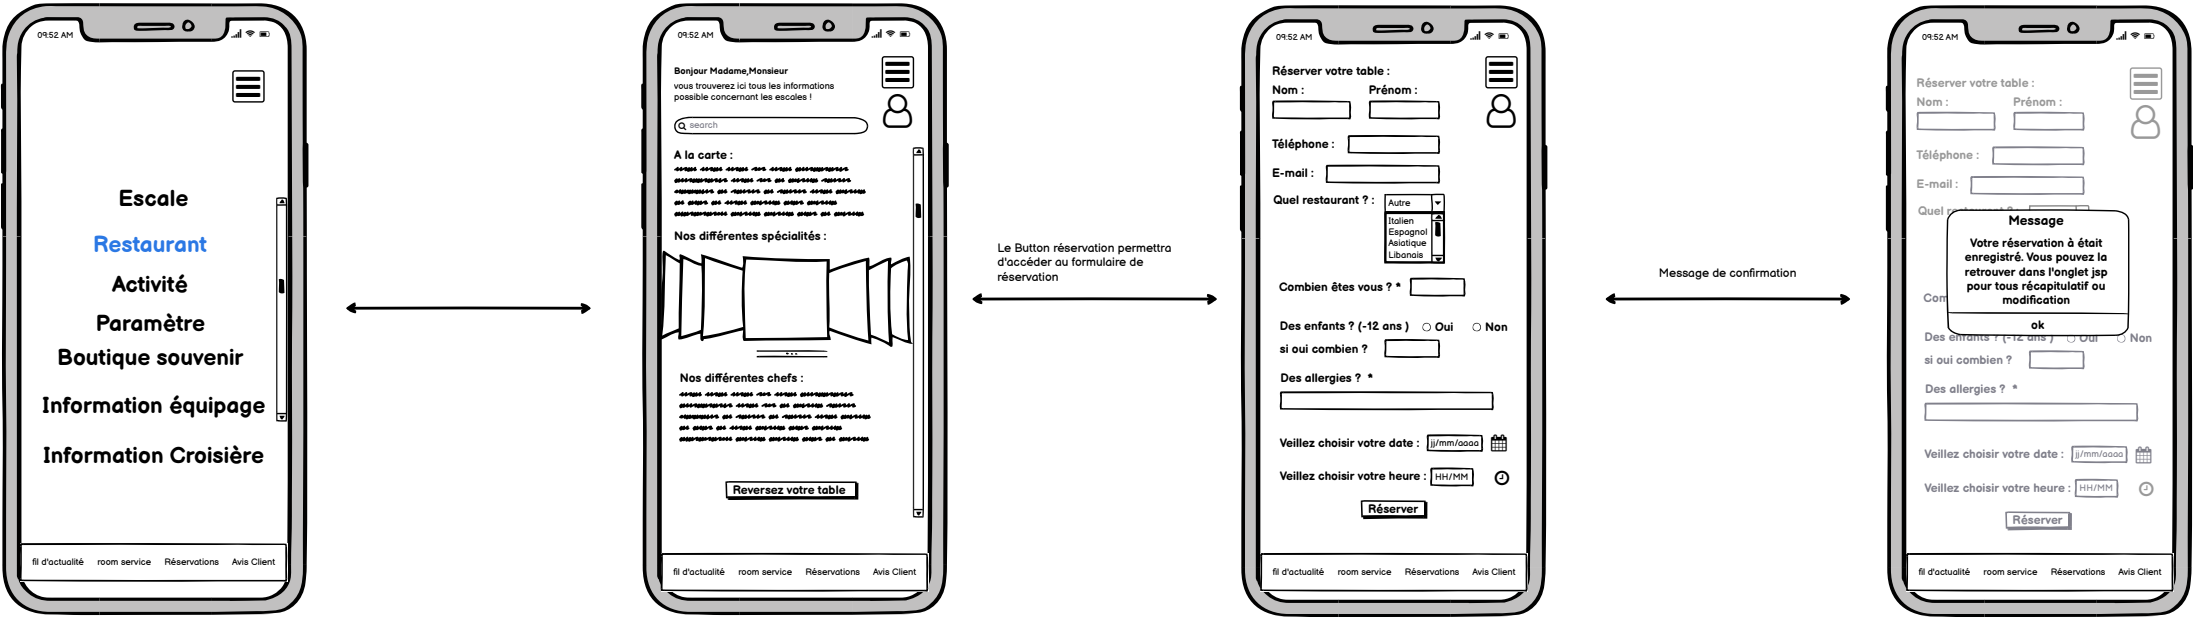 09:52 AM
Escale
Restaurant
Activité
Paramètre
Boutique souvenir
Information équipage
Information Croisière
fil d'actualité room service Réservations Avis Client
09:52 AM
Bonjour Madame,Monsieur
vous trouverez ici tous les informations
possible concernant les escales !
search
A la carte :
Nos différentes spécialités :
Nos différentes chefs :
Reversez votre table
fil d'actualité room service Réservations Avis Client
Le Button réservation permettra
d'accéder au formulaire de
réservation
09:52 AM
Réserver votre table :
Nom : Prénom :
Téléphone :
E-mail :
Quel restaurant ? : Autre
Italien
Espagnol
Asiatique
Libanais
Combien êtes vous ? *
Des enfants ? (-12 ans ) Oui Non
si oui combien ?
Des allergies ? *
Veillez choisir votre date : jj/mm/aaaa
Veillez choisir votre heure : HH/MM
Réserver
fil d'actualité room service Réservations Avis Client
Message de confirmation
09:52 AM
Réserver votre table :
Nom : Prénom :
Téléphone :
E-mail :
Quel restaurant ? :
Message
Votre réservation à était
enregistré. Vous pouvez la
retrouver dans l'onglet jsp
pour tous récapitulatif ou
modification
ok
Com
Des enfants ? (-12 ans ) Oui Non
si oui combien ?
Des allergies ? *
Veillez choisir votre date : jj/mm/aaaa
Veillez choisir votre heure : HH/MM
Réserver
fil d'actualité room service Réservations Avis Client